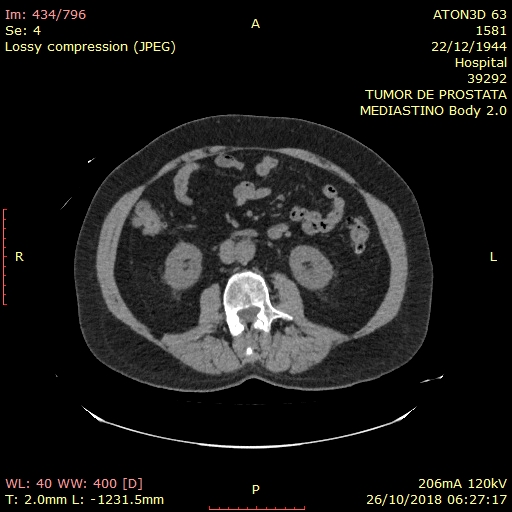 Im: 434/796
Se: 4
Lossy compression (JPEG)
A
ATON3D 63
1581
22/12/1944
Hospital
39292
TUMOR DE PROSTATA
MEDIASTINO Body 2.0
R
L
WL: 40 WW: 400 [D]
T: 2.0mm L: -1231.5mm
P
206mA 120kV
26/10/2018 06:27:17